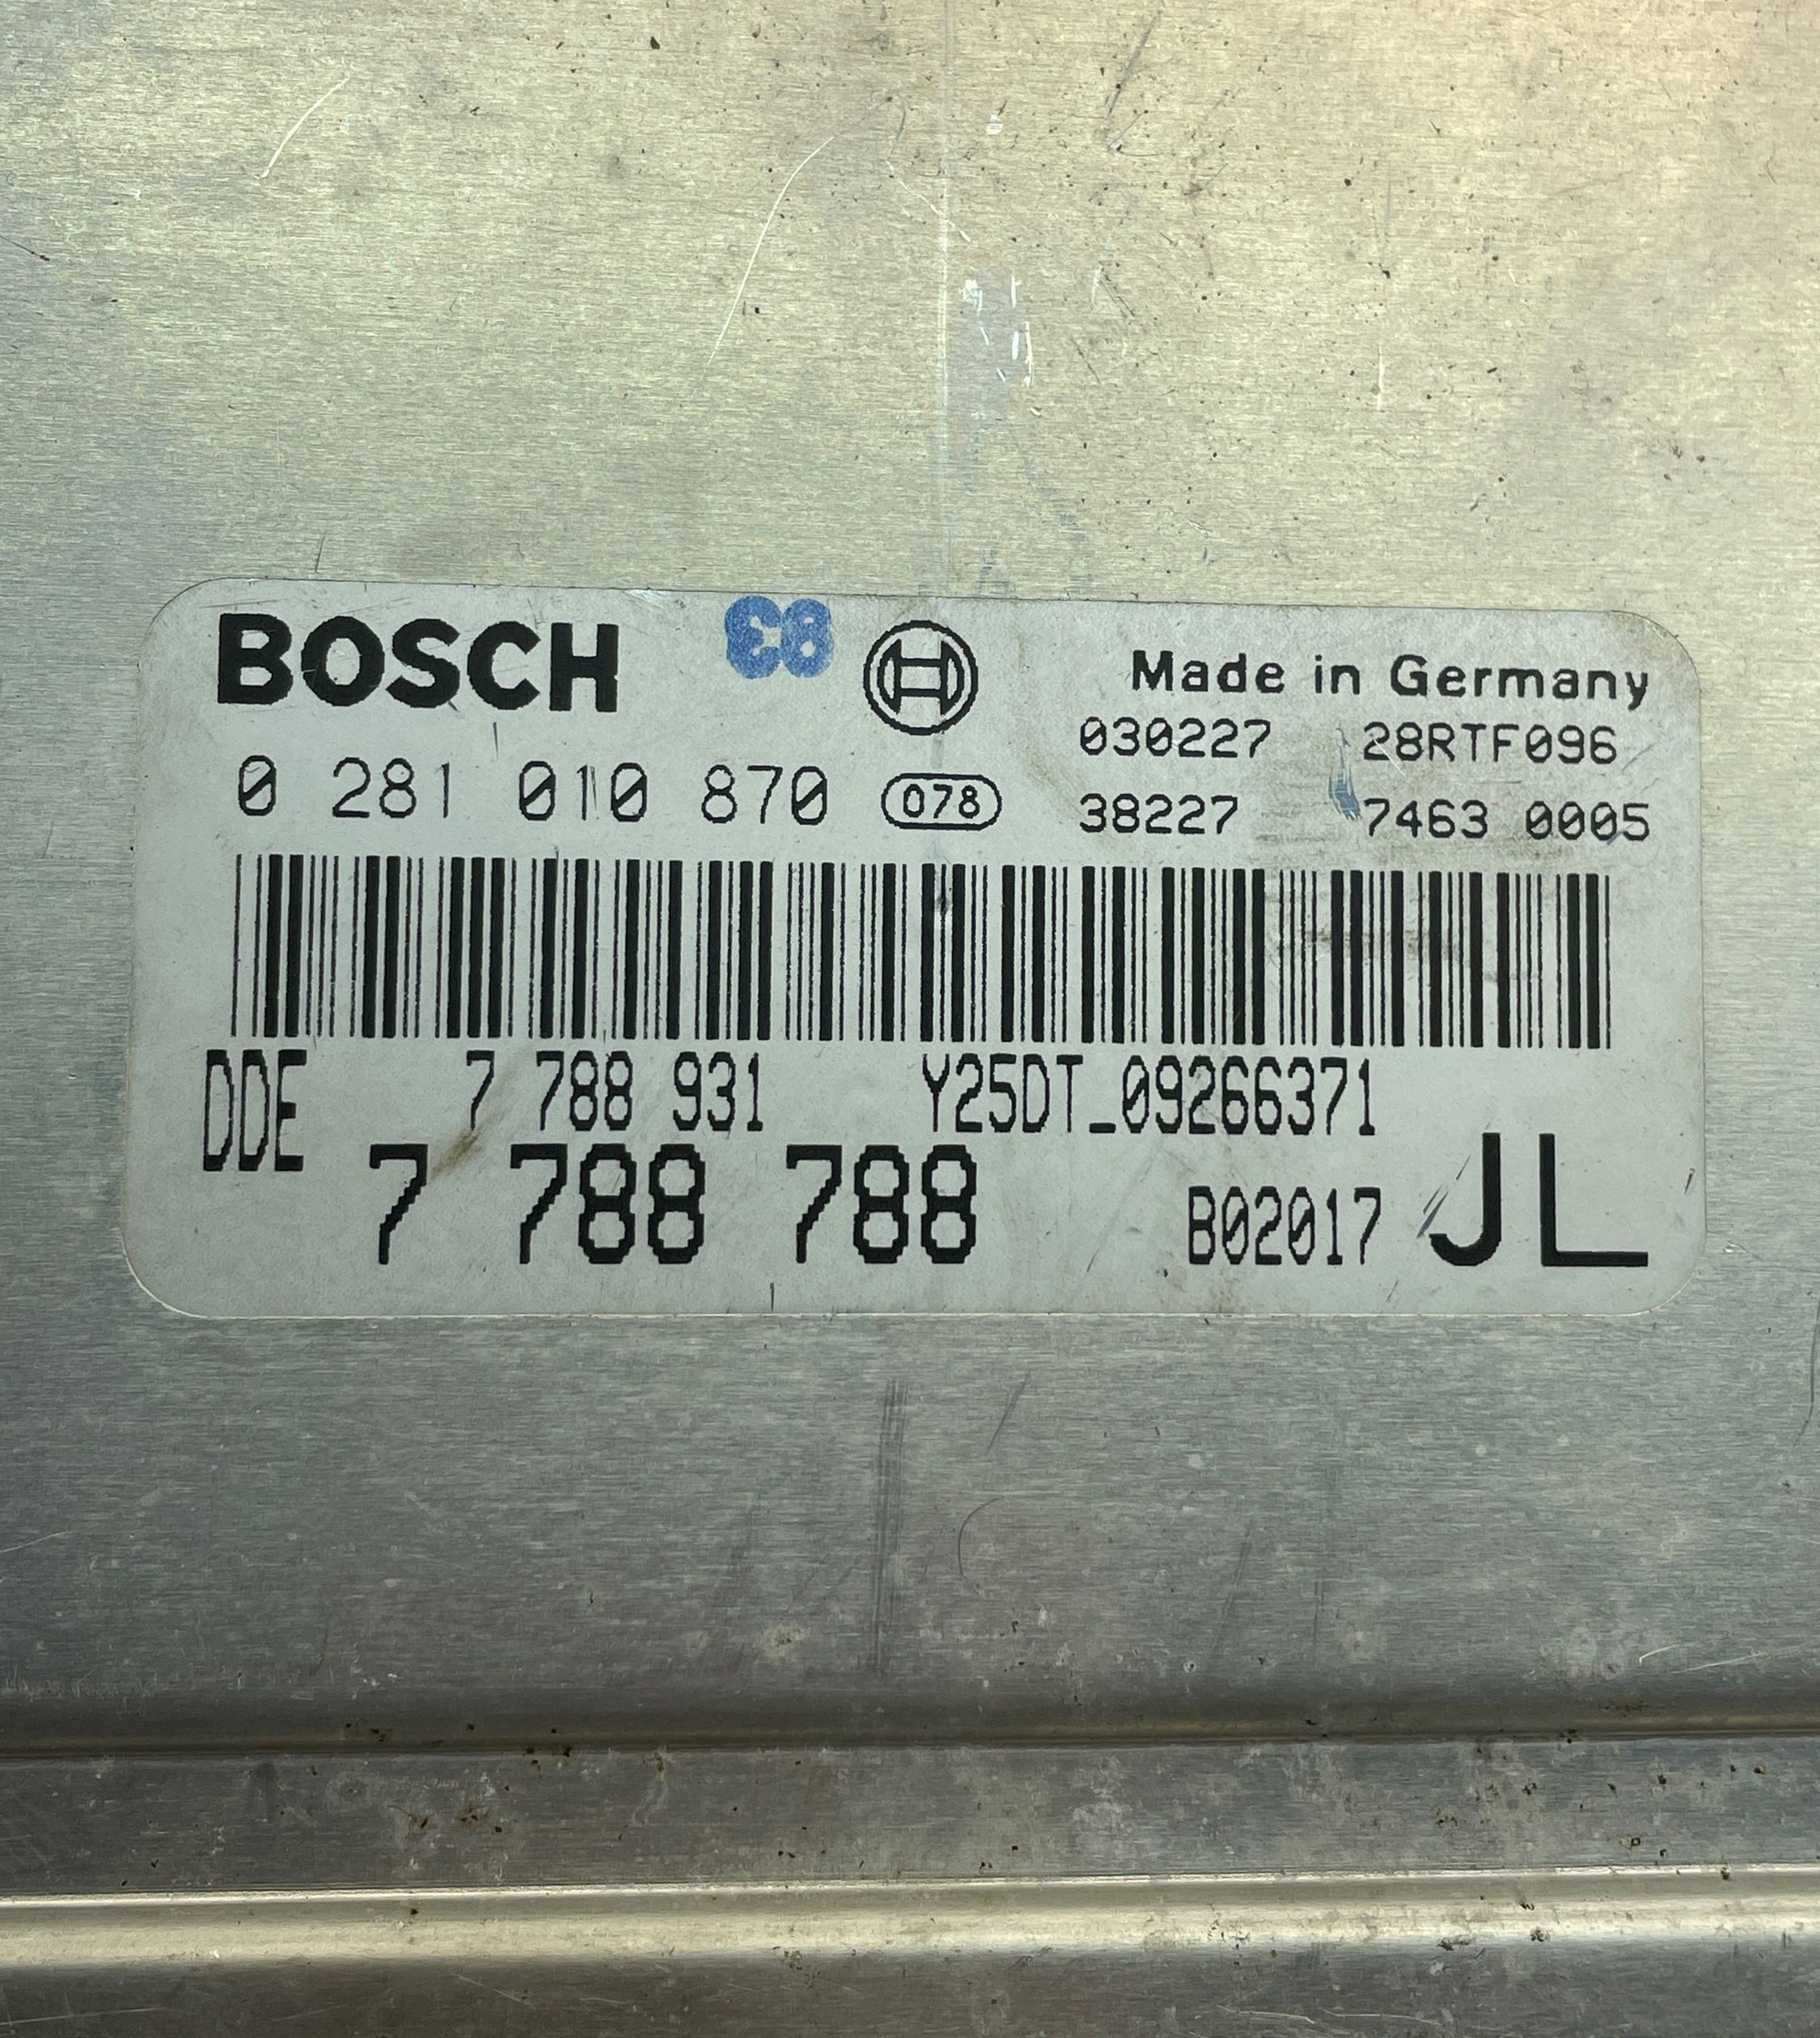 BOSCH 83 Made in Germany
030227 28RTF096
0 281 010 870 078 38227 7463 0005
DDE 7 788 931 Y25DT_09266371
7 788 788 B02017 JL